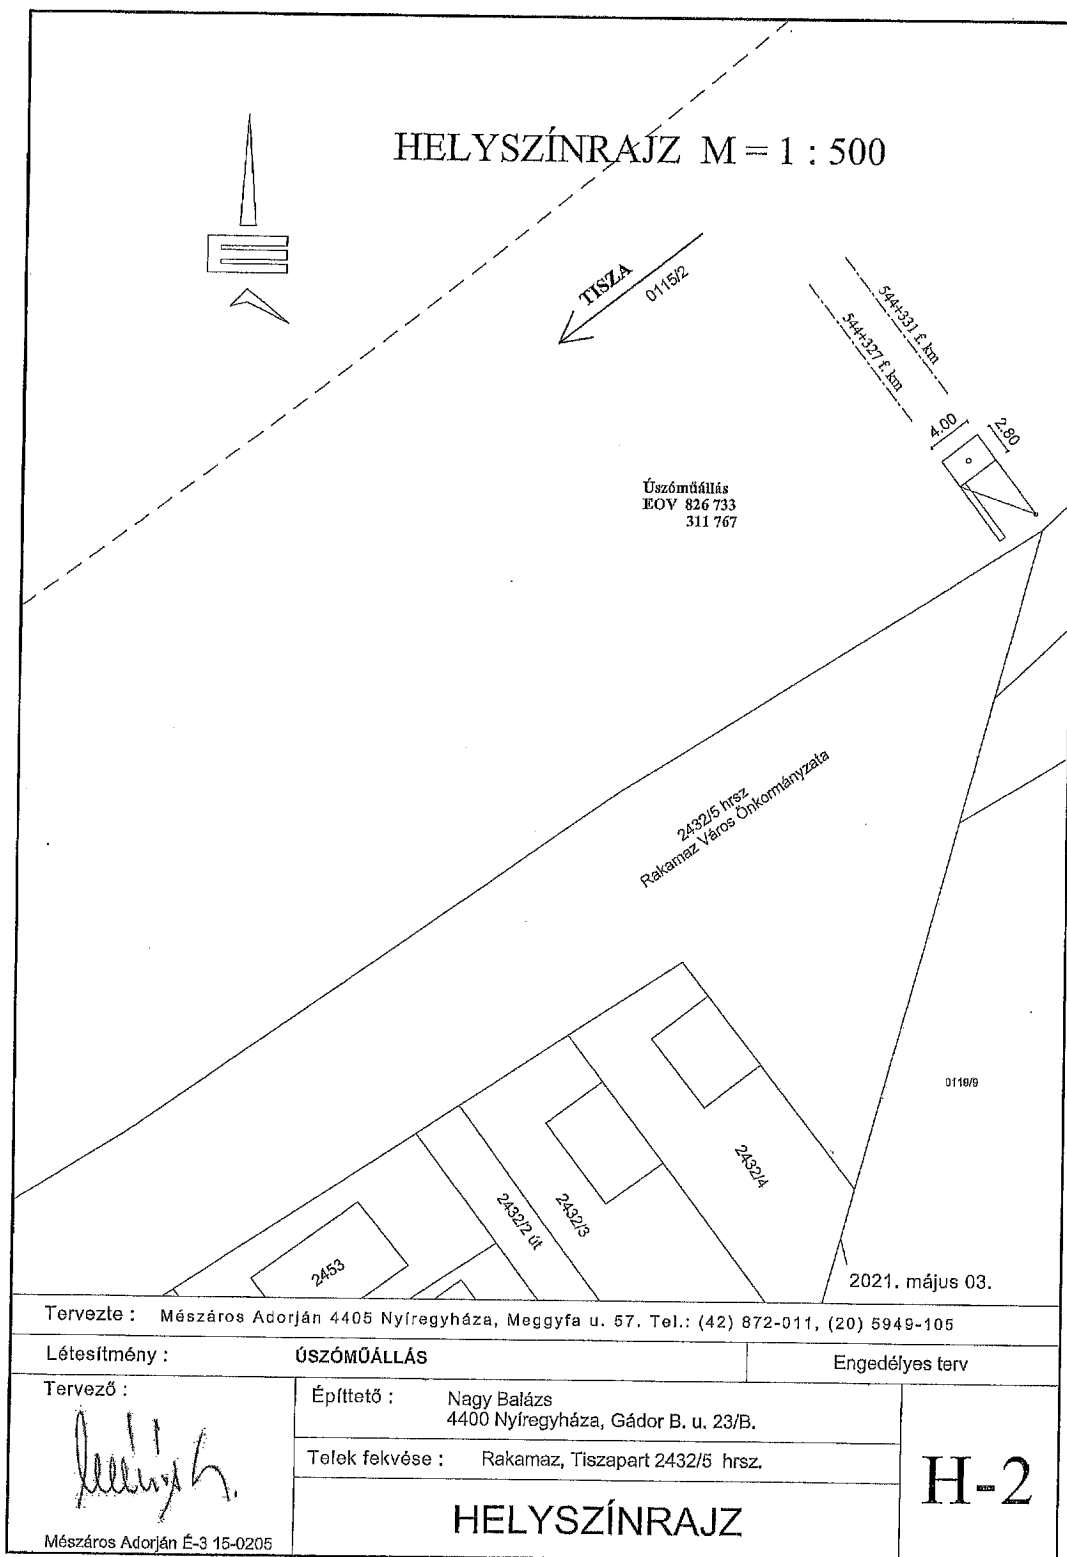 HELYSZÍNRAJZ M = 1 : 500
É
TISZA
0115/2
544+331 f. km
544+327 f. km
4.00
2.80
Úszóműállás
EOV 826 733
311 767
2432/5 hrsz
Rakamaz Város Önkormányzata
0119/9
2432/4
2432/3
2432/2 út
2453
2021. május 03.
Tervezte : Mészáros Adorján 4405 Nyíregyháza, Meggyfa u. 57. Tel.: (42) 872-011, (20) 5949-105
Létesítmény : ÚSZÓMŰÁLLÁS
Engedélyes terv
Tervező :
Építtető : Nagy Balázs
4400 Nyíregyháza, Gádor B. u. 23/B.
Telek fekvése : Rakamaz, Tiszapart 2432/5 hrsz.
HELYSZÍNRAJZ
H-2
Mészáros Adorján É-3 15-0205